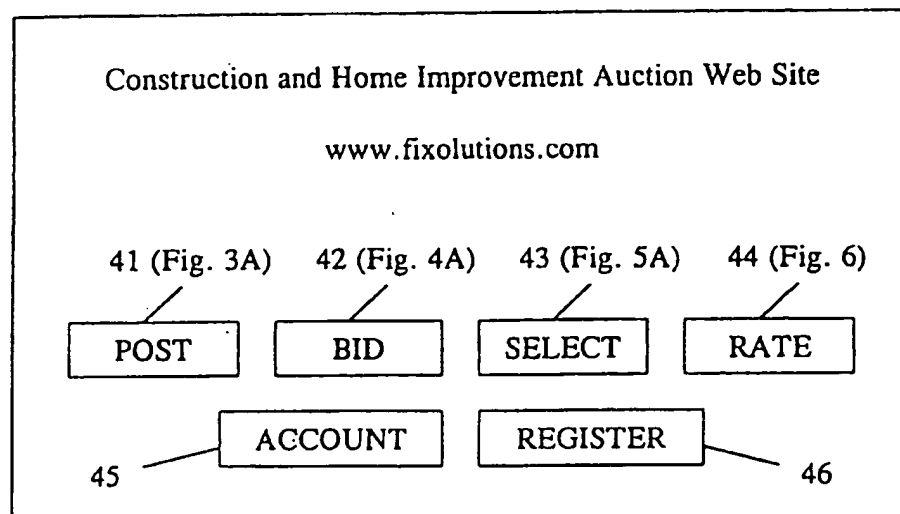 Construction and Home Improvement Auction Web Site
www.fixolutions.com
41 (Fig. 3A) 42 (Fig. 4A) 43 (Fig. 5A) 44 (Fig. 6)
POST BID SELECT RATE
ACCOUNT REGISTER
45 46